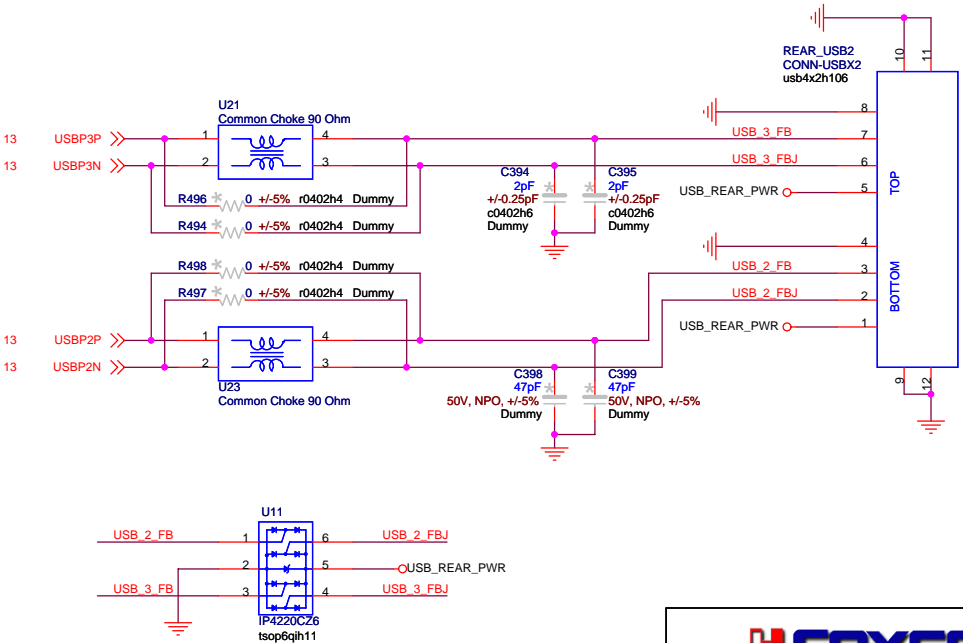 REAR_USB2
CONN-USBX2
usb4x2h106
10
11
U21
Common Choke 90 Ohm
13 USBP3P 1 4 USB_3_FB 7
13 USBP3N 2 3 USB_3_FBJ 6
8
R496 0 +/-5% r0402h4 Dummy
R494 0 +/-5% r0402h4 Dummy
C394
2pF
+/-0.25pF
c0402h6
Dummy
C395
2pF
+/-0.25pF
c0402h6
Dummy
USB_REAR_PWR 5
TOP
4
R498 0 +/-5% r0402h4 Dummy
R497 0 +/-5% r0402h4 Dummy
USB_2_FB 3
USB_2_FBJ 2
USB_REAR_PWR 1
BOTTOM
13 USBP2P 1 4
13 USBP2N 2 3
U23
Common Choke 90 Ohm
C398
47pF
50V, NPO, +/-5%
Dummy
C399
47pF
50V, NPO, +/-5%
Dummy
9
12
U11
USB_2_FB 1 6 USB_2_FBJ
2 5 USB_REAR_PWR
USB_3_FB 3 4 USB_3_FBJ
IP4220CZ6
tsop6qih11